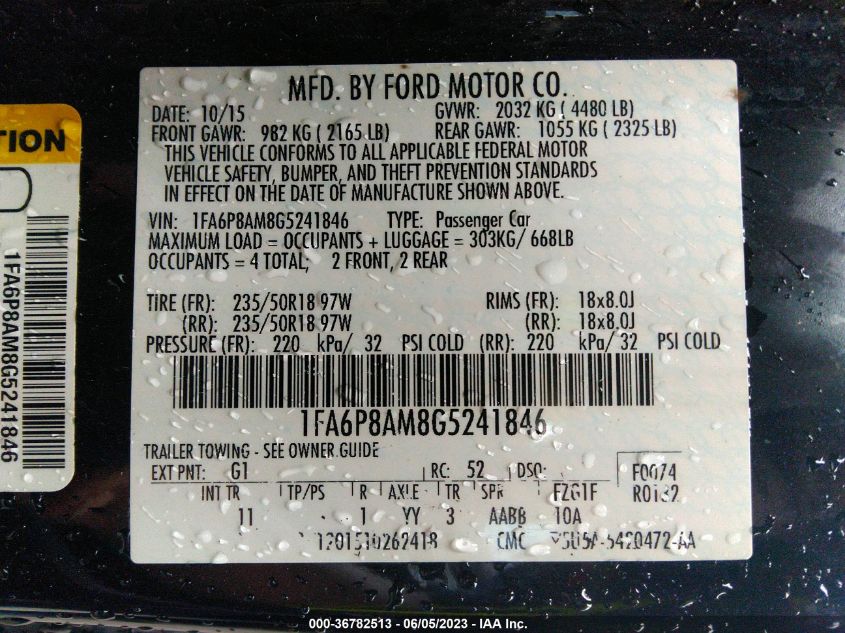 MFD. BY FORD MOTOR CO.
DATE: 10/15 GVWR: 2032 KG ( 4480 LB)
FRONT GAWR: 982 KG ( 2165 LB) REAR GAWR: 1055 KG ( 2325 LB)
THIS VEHICLE CONFORMS TO ALL APPLICABLE FEDERAL MOTOR
VEHICLE SAFETY, BUMPER, AND THEFT PREVENTION STANDARDS
IN EFFECT ON THE DATE OF MANUFACTURE SHOWN ABOVE.
VIN: 1FA6P8AM8G5241846 TYPE: Passenger Car
MAXIMUM LOAD = OCCUPANTS + LUGGAGE = 303KG/ 668LB
OCCUPANTS = 4 TOTAL; 2 FRONT, 2 REAR
TIRE (FR): 235/50R18 97W RIMS (FR): 18x8.0J
(RR): 235/50R18 97W (RR): 18x8.0J
PRESSURE (FR): 220 kPa/ 32 PSI COLD (RR): 220 kPa/ 32 PSI COLD
1FA6P8AM8G5241846
TRAILER TOWING - SEE OWNER GUIDE
EXT PNT: G1 RC: 52 DSO: F0074
INT TR TP/PS R AXLE TR SPR FZG1F R0132
11 1 YY 3 AABB 10A
1201510262418 CMC 5U5A-5420472-AA
TION
1FA6P8AM8G5241846
000-36782513 - 06/05/2023 - IAA Inc.